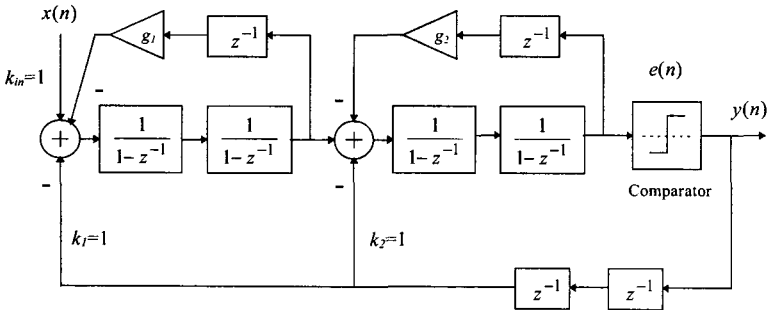 x(n)
g₁
z⁻¹
g₂
z⁻¹
e(n)
kᵢₙ=1
y(n)
-
-
+
1
1- z⁻¹
1
1- z⁻¹
+
1
1- z⁻¹
1
1- z⁻¹
-
-
Comparator
k₁=1
k₂=1
z⁻¹
z⁻¹